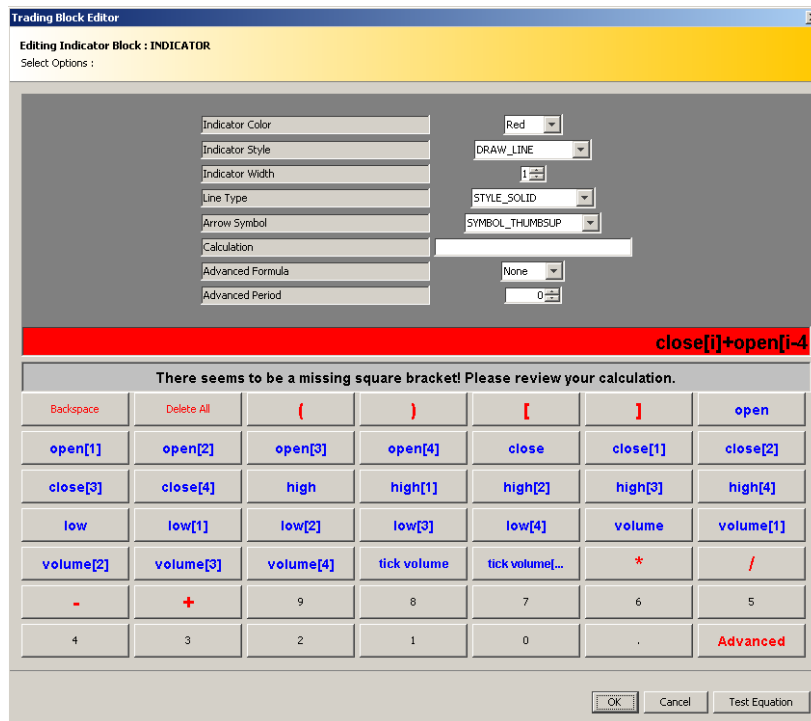 Trading Block Editor
Editing Indicator Block : INDICATOR
Select Options :
Indicator Color Red
Indicator Style DRAW_LINE
Indicator Width 1
Line Type STYLE_SOLID
Arrow Symbol SYMBOL_THUMBSUP
Calculation
Advanced Formula None
Advanced Period 0
close[i]+open[i-4
There seems to be a missing square bracket! Please review your calculation.
Backspace Delete All ( ) [ ] open
open[1] open[2] open[3] open[4] close close[1] close[2]
close[3] close[4] high high[1] high[2] high[3] high[4]
low low[1] low[2] low[3] low[4] volume volume[1]
volume[2] volume[3] volume[4] tick volume tick volume[... * /
- + 9 8 7 6 5
4 3 2 1 0 . Advanced
OK Cancel Test Equation